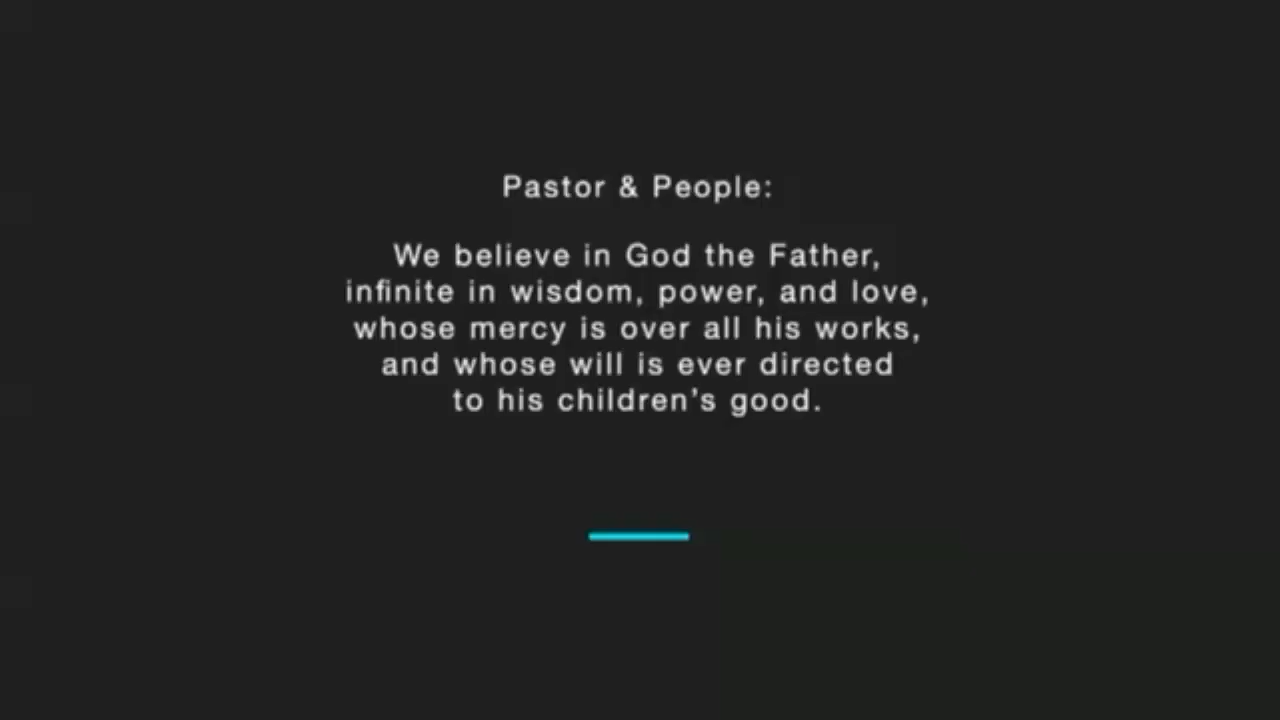 Pastor & People:
We believe in God the Father,
infinite in wisdom, power, and love,
whose mercy is over all his works,
and whose will is ever directed
to his children’s good.